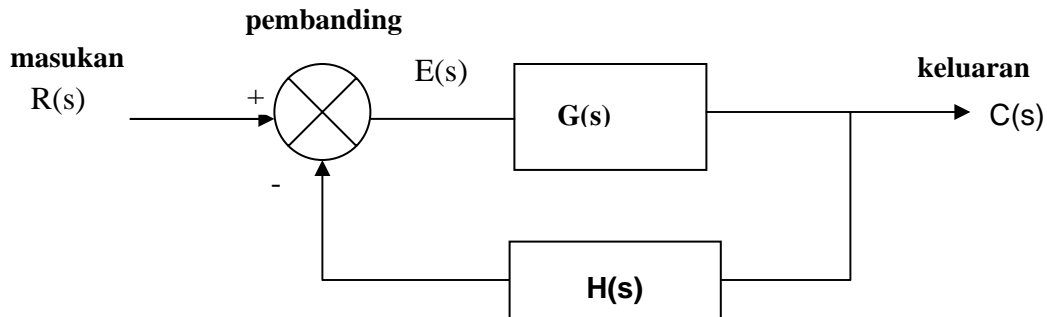 pembanding
masukan
R(s)
+
E(s)
G(s)
keluaran
C(s)
-
H(s)